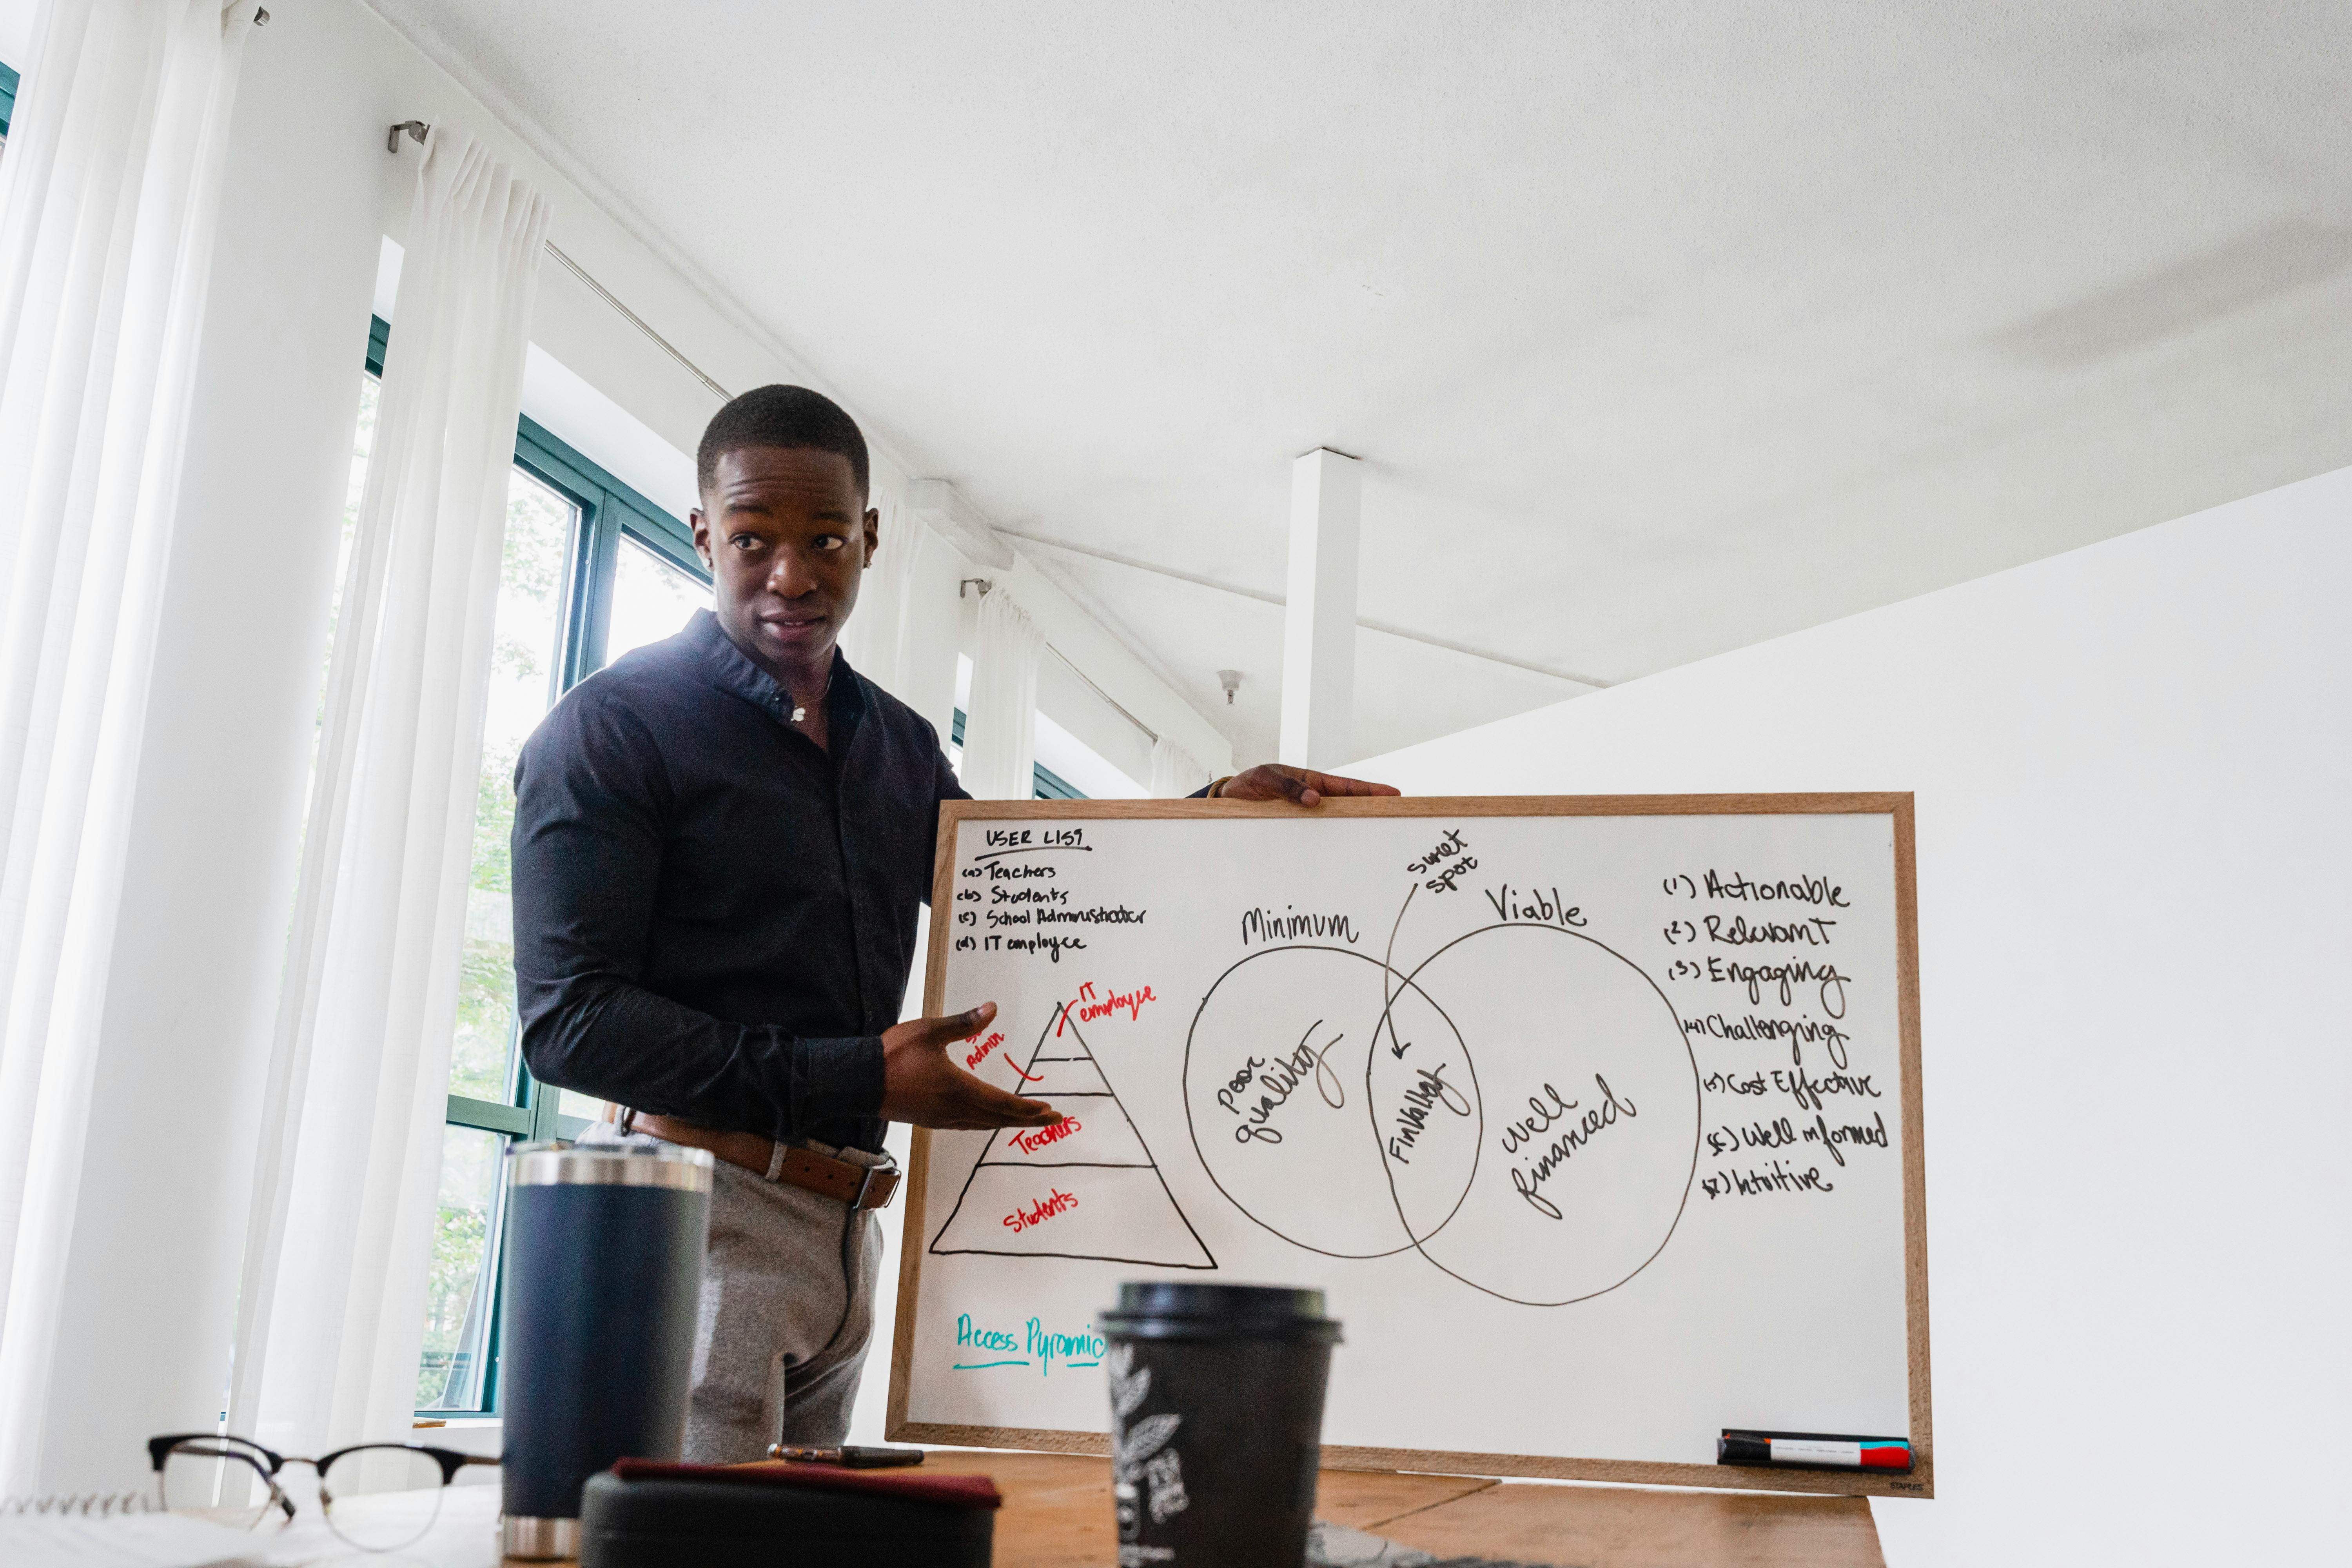 USER LIST
(a) Teachers
(b) Students
(c) School Administrator
(d) IT employee
IT
employee
Admin
Teachers
Students
Access Pyramid
sweet
spot
Minimum
Viable
Poor
quality
FinVallyy
well
financed
(1) Actionable
(2) Relevant
(3) Engaging
(4) Challenging
(5) Cost Effective
(6) Well informed
(7) Intuitive
STAPLES